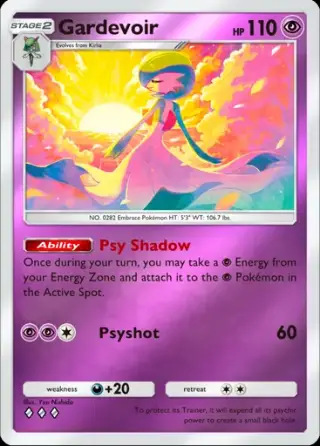 STAGE 2
Gardevoir
HP 110
Evolves from Kirlia
NO. 0282 Embrace Pokémon HT: 5'3" WT: 106.7 lbs.
Ability Psy Shadow
Once during your turn, you may take a Energy from
your Energy Zone and attach it to the Pokémon in
the Active Spot.
Psyshot 60
weakness +20 retreat
Illus. Yuu Nishida
To protect its Trainer, it will expend all its psychic
power to create a small black hole.